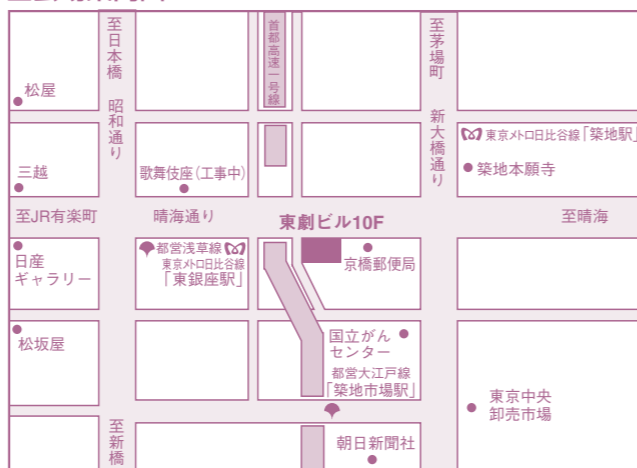 至日本橋
昭和通り
首都高速一号線
至茅場町
新大橋通り
松屋
東京メトロ日比谷線「築地駅」
三越
歌舞伎座(工事中)
築地本願寺
至JR有楽町
晴海通り
東劇ビル10F
至晴海
日産
ギャラリー
都営浅草線
東京メトロ日比谷線
「東銀座駅」
京橋郵便局
松坂屋
国立がん
センター
都営大江戸線
「築地市場駅」
東京中央
卸売市場
至新橋
朝日新聞社